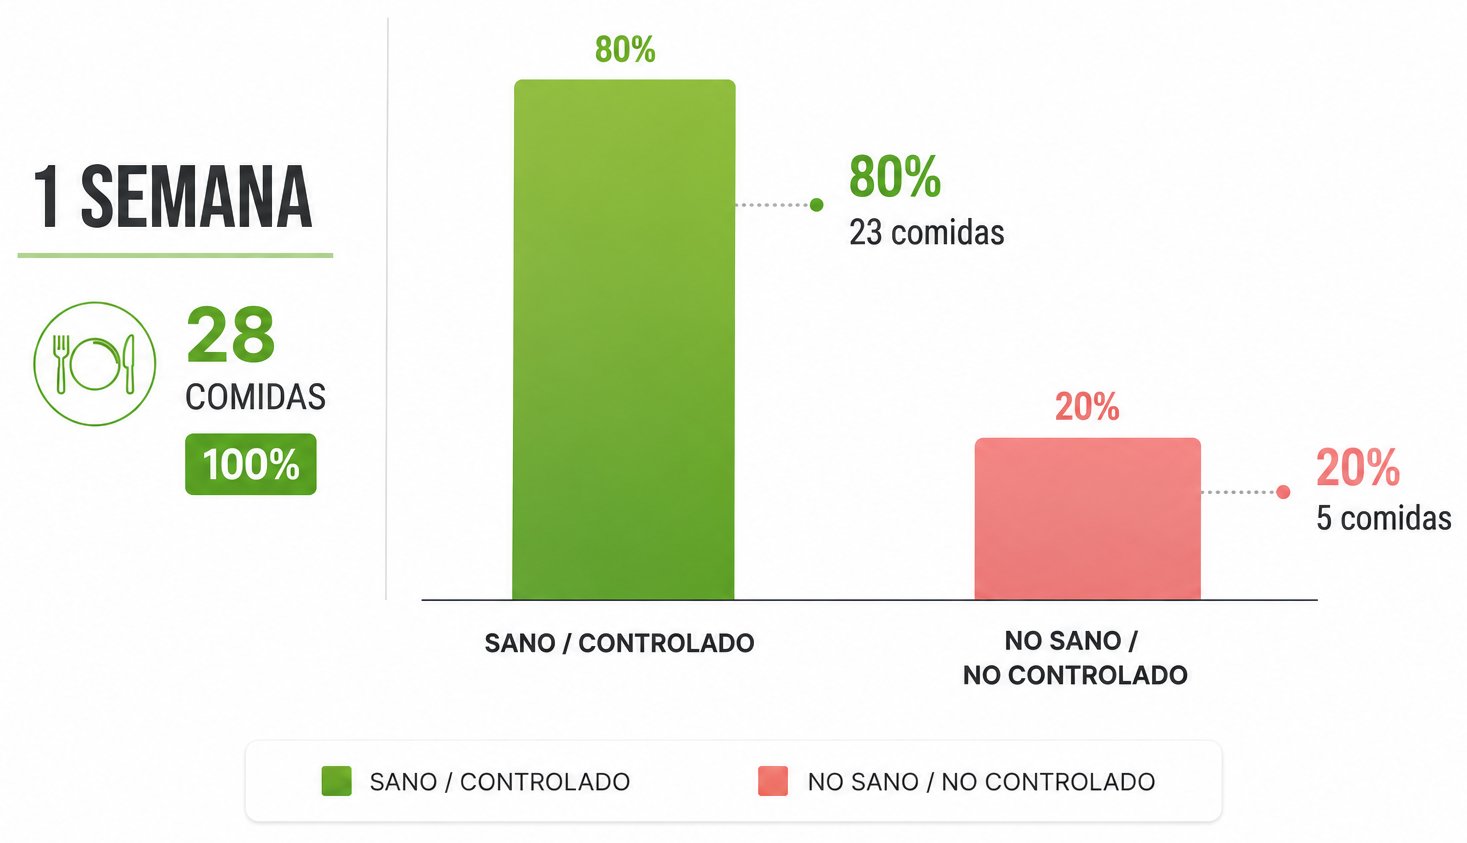 1 SEMANA
28
COMIDAS
100%
80%
80%
23 comidas
20%
20%
5 comidas
SANO / CONTROLADO
NO SANO /
NO CONTROLADO
SANO / CONTROLADO
NO SANO / NO CONTROLADO